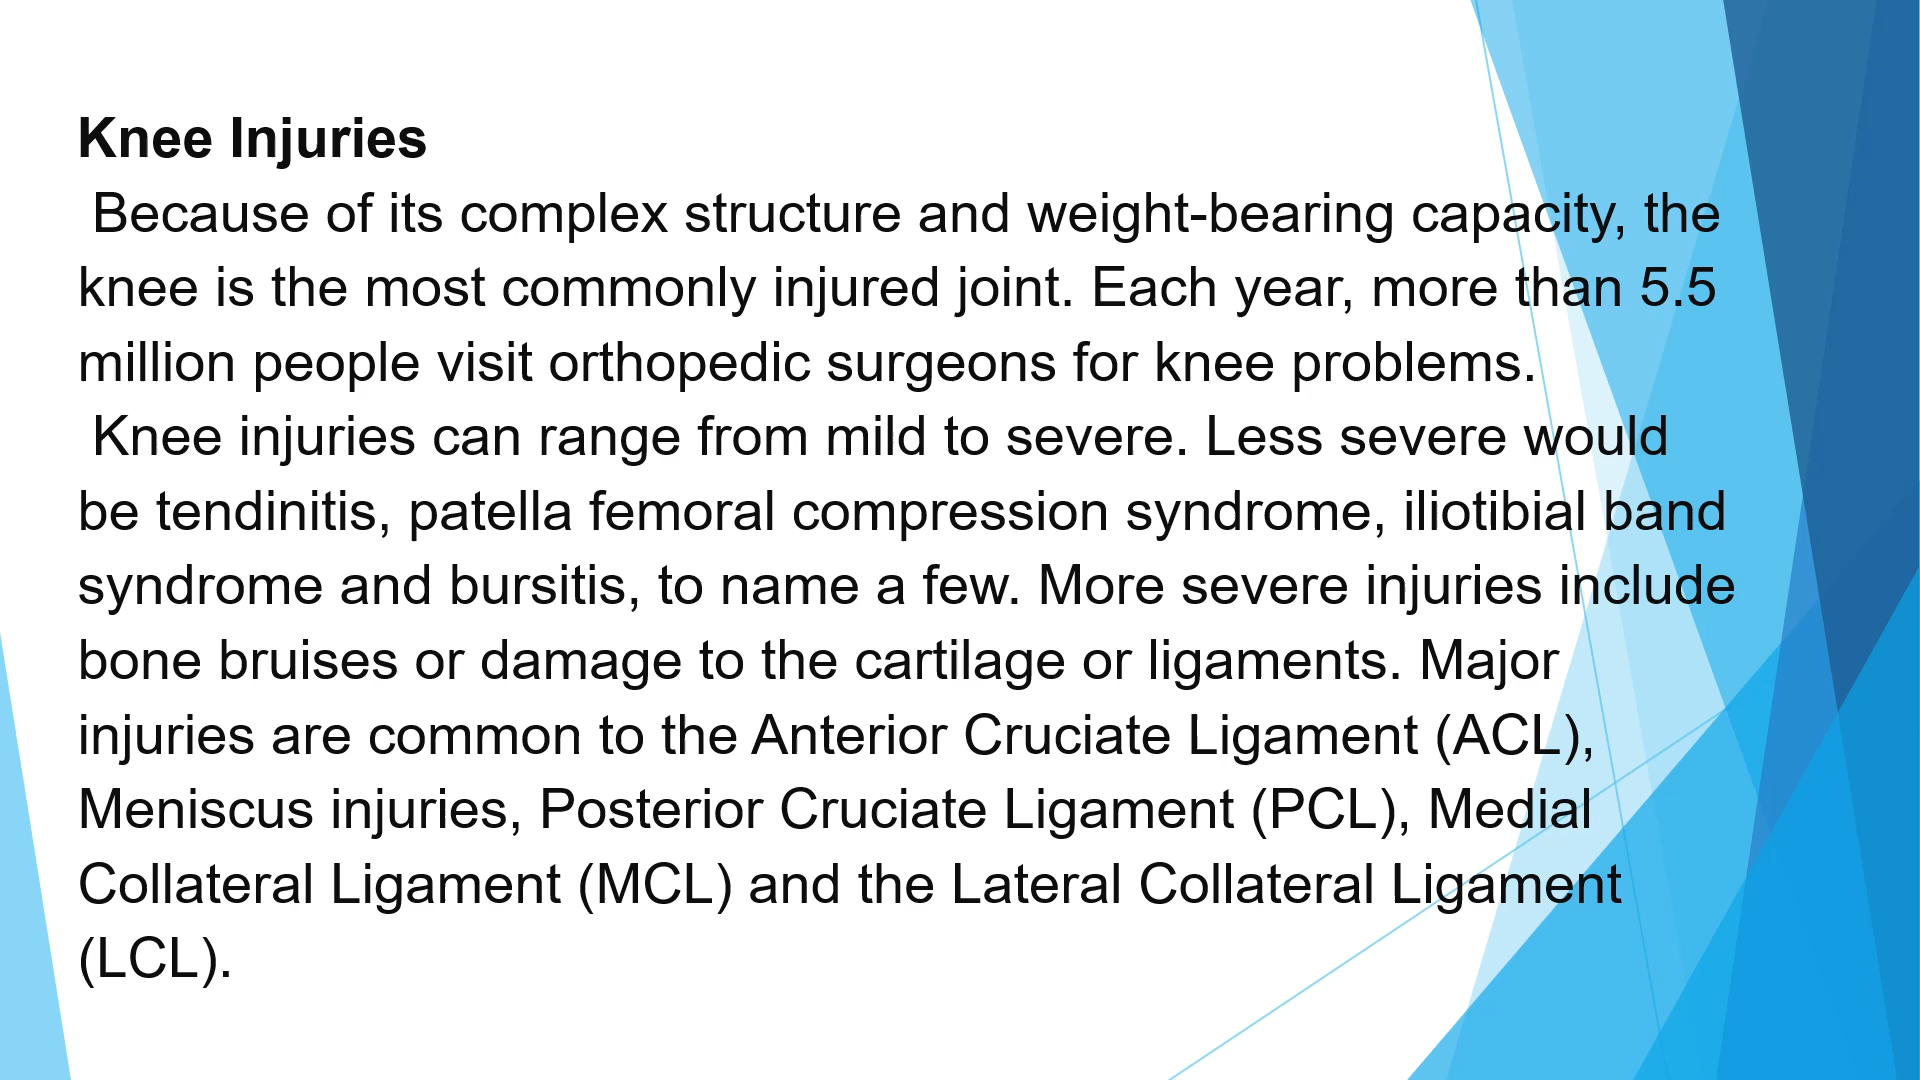 Knee Injuries
Because of its complex structure and weight-bearing capacity, the
knee is the most commonly injured joint. Each year, more than 5.5
million people visit orthopedic surgeons for knee problems.
Knee injuries can range from mild to severe. Less severe would
be tendinitis, patella femoral compression syndrome, iliotibial band
syndrome and bursitis, to name a few. More severe injuries include
bone bruises or damage to the cartilage or ligaments. Major
injuries are common to the Anterior Cruciate Ligament (ACL),
Meniscus injuries, Posterior Cruciate Ligament (PCL), Medial
Collateral Ligament (MCL) and the Lateral Collateral Ligament
(LCL).